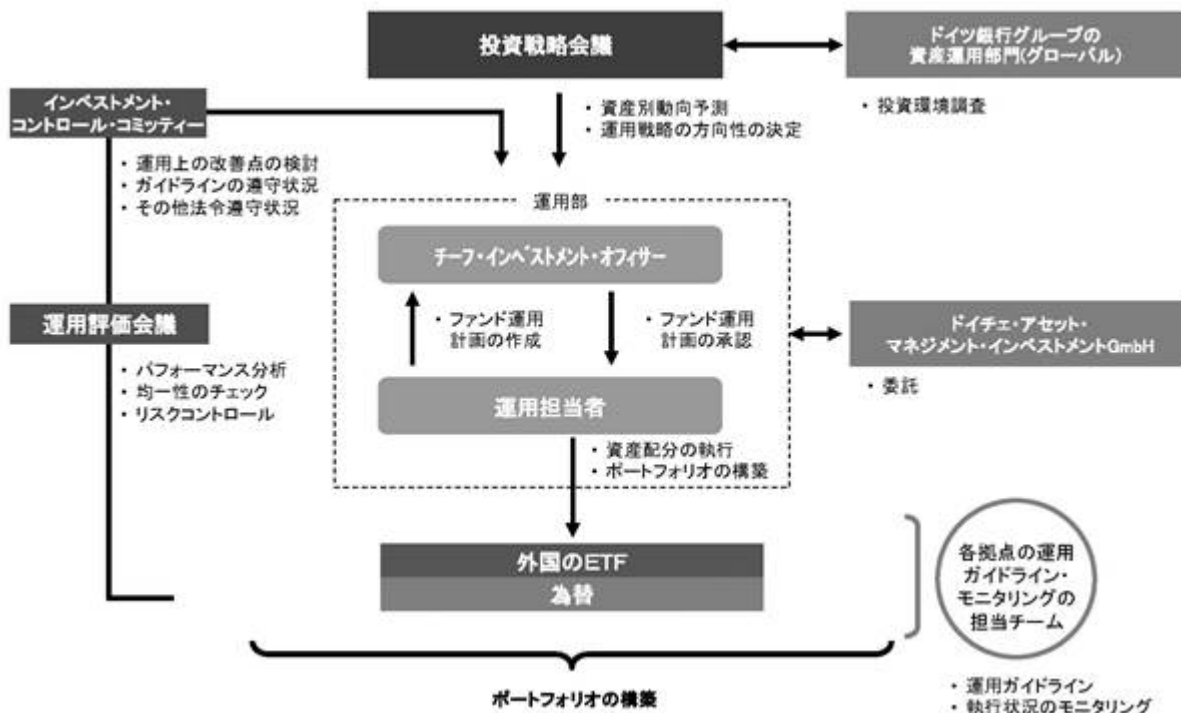 投資戦略会議
ドイツ銀行グループの
資産運用部門(グローバル)
・投資環境調査
・資産別動向予測
・運用戦略の方向性の決定
インベストメント・
コントロール・コミッティー
・運用上の改善点の検討
・ガイドラインの遵守状況
・その他法令遵守状況
運用部
チーフ・インベストメント・オフィサー
・ファンド運用
計画の作成
・ファンド運用
計画の承認
運用担当者
・資産配分の執行
・ポートフォリオの構築
運用評価会議
・パフォーマンス分析
・均一性のチェック
・リスクコントロール
ドイチェ・アセット・
マネジメント・インベストメントGmbH
・委託
外国のETF
為替
各拠点の運用
ガイドライン・
モニタリングの
担当チーム
・運用ガイドライン
・執行状況のモニタリング
ポートフォリオの構築